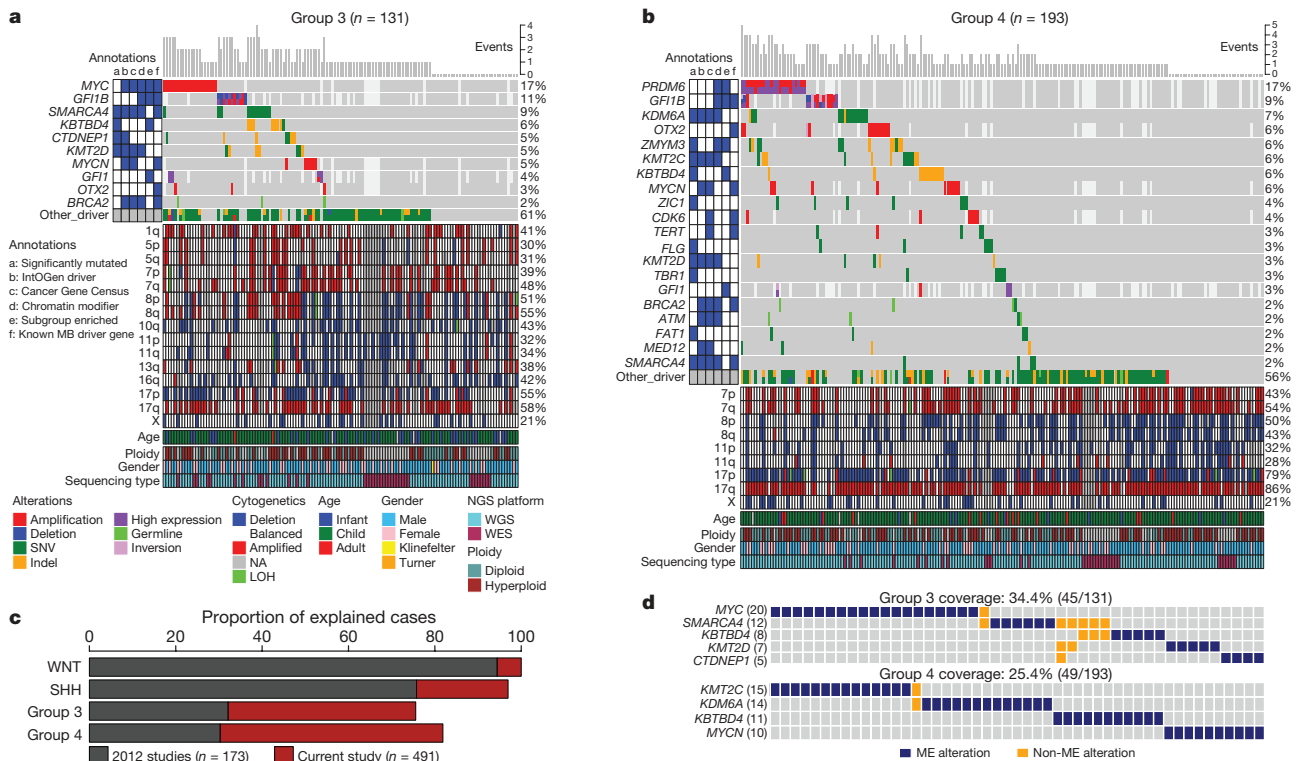 a
Group 3 (n = 131)
4
3
2
1
0
Events
Annotations
a b c d e f
MYC 17%
GFI1B 11%
SMARCA4 9%
KBTBD4 6%
CTDNEP1 5%
KMT2D 5%
MYCN 5%
GFI1 4%
OTX2 3%
BRCA2 2%
Other_driver 61%
1q 41%
5p 30%
5q 31%
7p 39%
7q 48%
8p 51%
8q 55%
10q 43%
11p 32%
11q 34%
13q 38%
16q 42%
17p 55%
17q 58%
X 21%
Age
Ploidy
Gender
Sequencing type
Annotations
a: Significantly mutated
b: IntOGen driver
c: Cancer Gene Census
d: Chromatin modifier
e: Subgroup enriched
f: Known MB driver gene
Alterations
Amplification
Deletion
SNV
Indel
High expression
Germline
Inversion
Cytogenetics
Deletion
Balanced
Amplified
NA
LOH
Age
Infant
Child
Adult
Gender
Male
Female
Klinefelter
Turner
NGS platform
WGS
WES
Ploidy
Diploid
Hyperploid
b
Group 4 (n = 193)
5
4
3
2
1
0
Events
Annotations
a b c d e f
PRDM6 17%
GFI1B 9%
KDM6A 7%
OTX2 6%
ZMYM3 6%
KMT2C 6%
KBTBD4 6%
MYCN 6%
ZIC1 4%
CDK6 4%
TERT 3%
FLG 3%
KMT2D 3%
TBR1 3%
GFI1 3%
BRCA2 2%
ATM 2%
FAT1 2%
MED12 2%
SMARCA4 2%
Other_driver 56%
7p 43%
7q 54%
8p 50%
8q 43%
11p 32%
11q 28%
17p 79%
17q 86%
X 21%
Age
Ploidy
Gender
Sequencing type
c
Proportion of explained cases
0 20 40 60 80 100
WNT
SHH
Group 3
Group 4
2012 studies (n = 173)
Current study (n = 491)
d
Group 3 coverage: 34.4% (45/131)
MYC (20)
SMARCA4 (12)
KBTBD4 (8)
KMT2D (7)
CTDNEP1 (5)
Group 4 coverage: 25.4% (49/193)
KMT2C (15)
KDM6A (14)
KBTBD4 (11)
MYCN (10)
ME alteration
Non-ME alteration